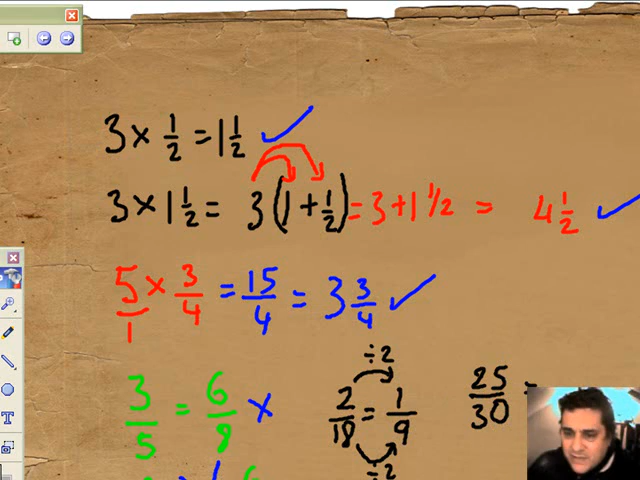 3 × 1/2 = 1 1/2 ✓
3 × 1 1/2 = 3(1 + 1/2) = 3 + 1 1/2 = 4 1/2 ✓
5/1 × 3/4 = 15/4 = 3 3/4 ✓
÷2
3/5 = 6/8 × 2/18 = 1/9 25/30 =
÷2
T